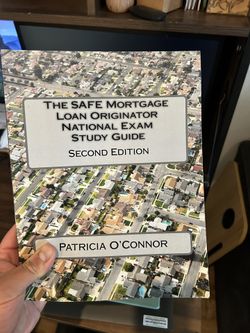 The SAFE Mortgage
Loan Originator
National Exam
Study Guide
Second Edition
Patricia O'Connor